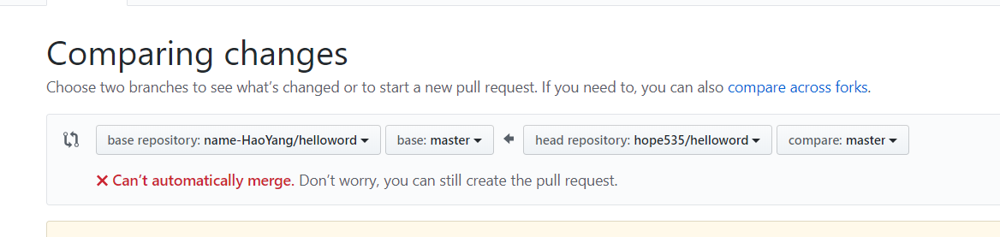 Comparing changes
Choose two branches to see what's changed or to start a new pull request. If you need to, you can also compare across forks.
base repository: name-HaoYang/helloword base: master head repository: hope535/helloword compare: master
Can't automatically merge. Don't worry, you can still create the pull request.